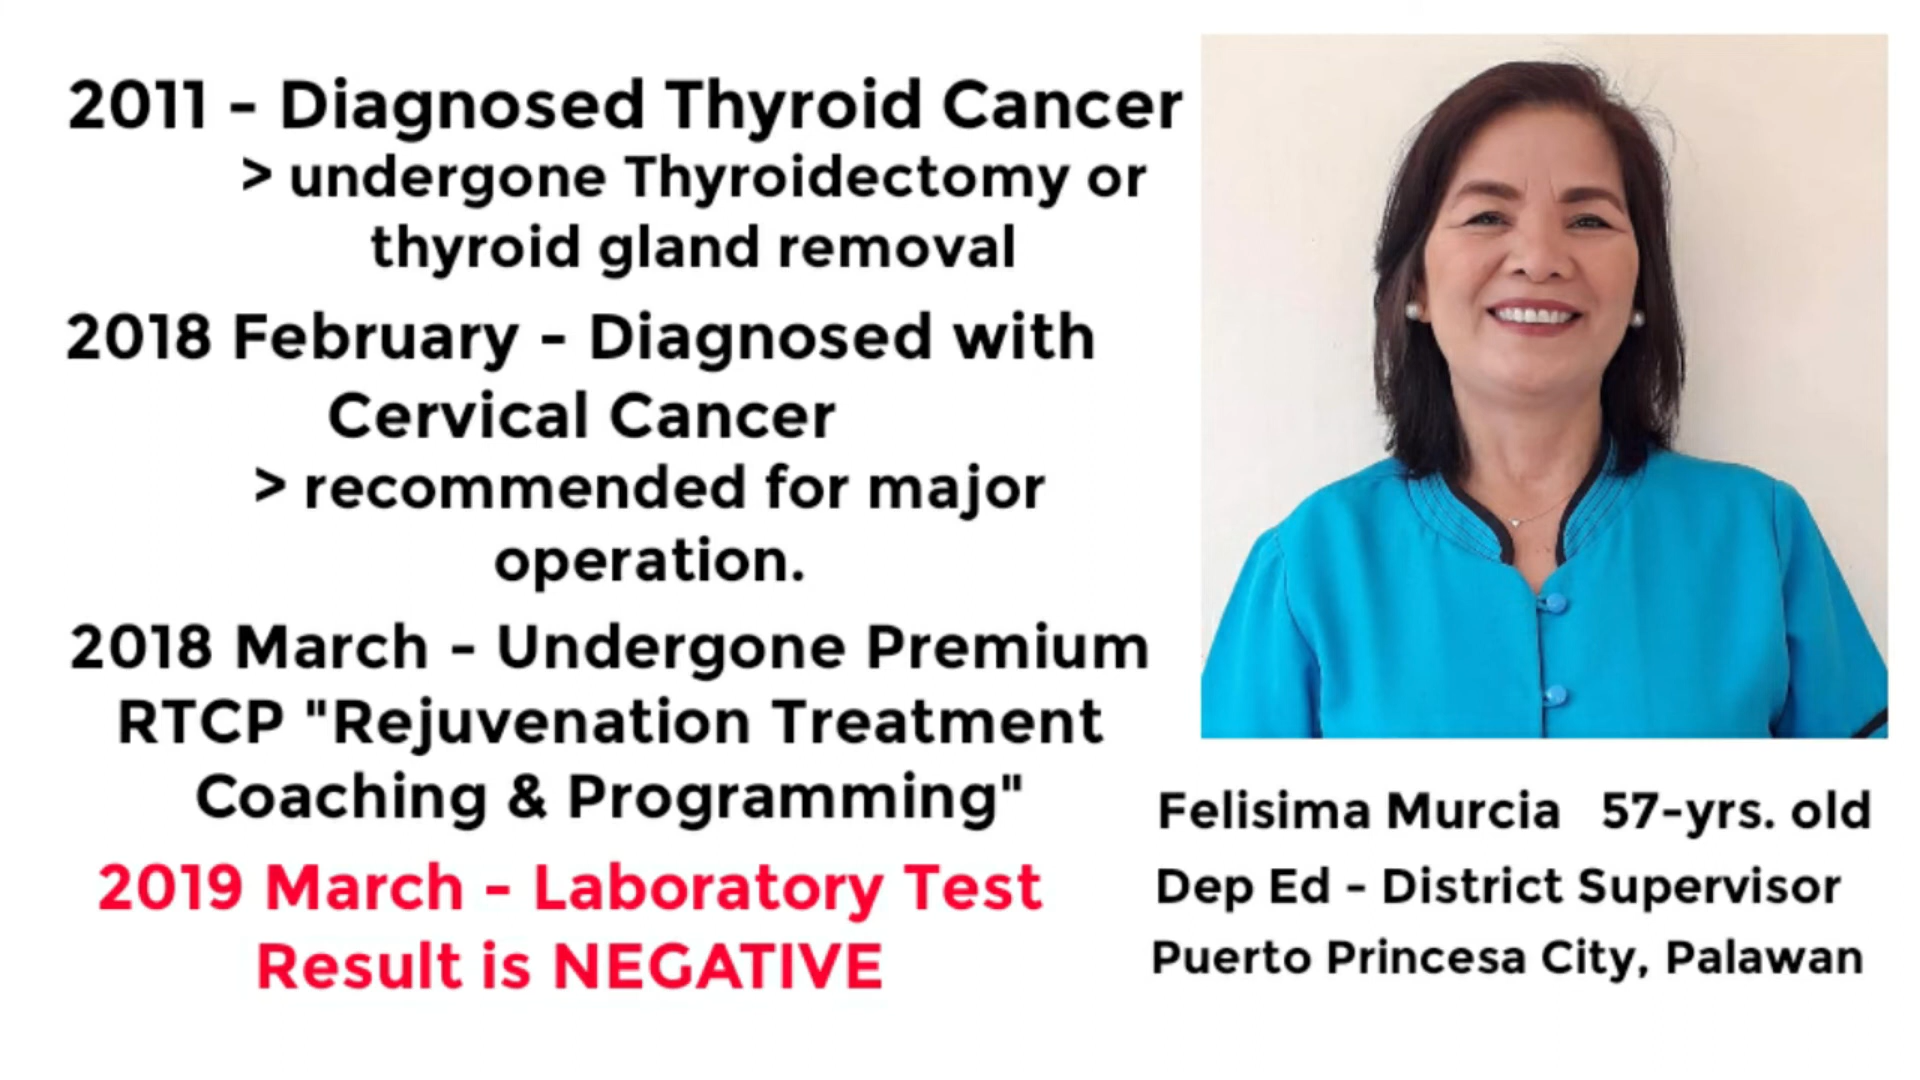 2011 - Diagnosed Thyroid Cancer
> undergone Thyroidectomy or
thyroid gland removal
2018 February - Diagnosed with
Cervical Cancer
> recommended for major
operation.
2018 March - Undergone Premium
RTCP "Rejuvenation Treatment
Coaching & Programming"
2019 March - Laboratory Test
Result is NEGATIVE
Felisima Murcia 57-yrs. old
Dep Ed - District Supervisor
Puerto Princesa City, Palawan